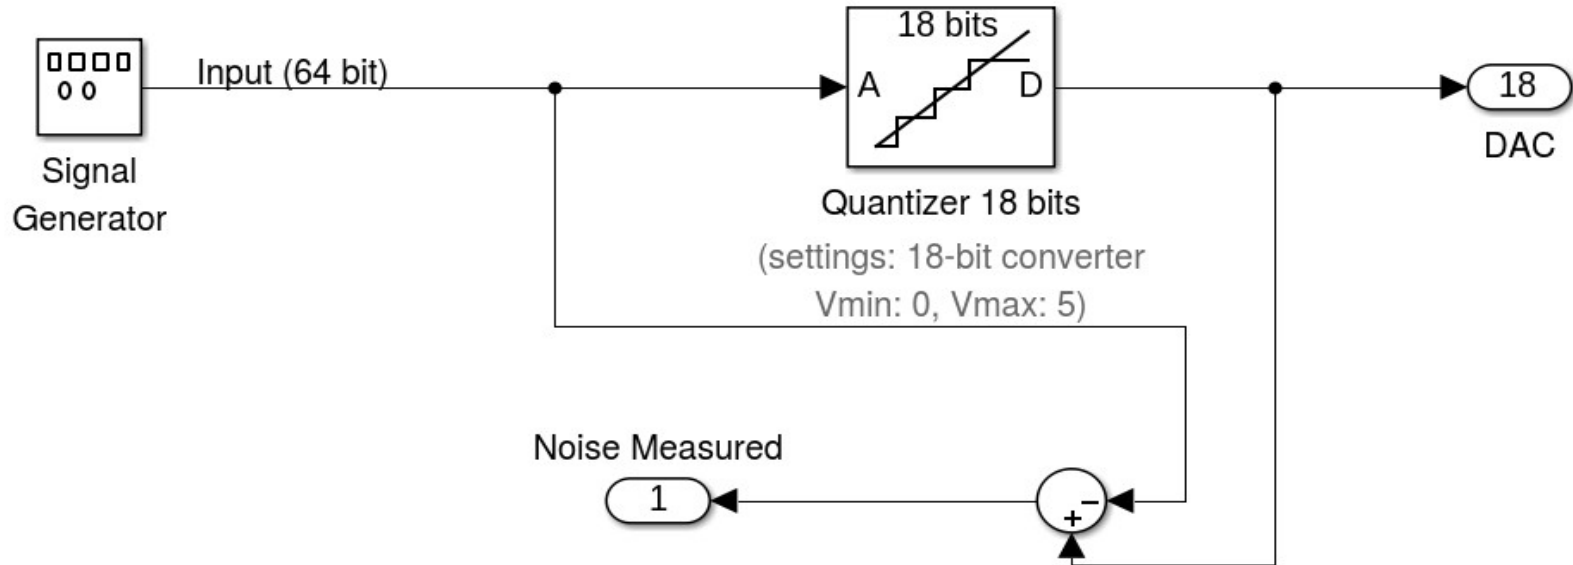 18 bits
Input (64 bit)
A
D
18
DAC
Signal
Generator
Quantizer 18 bits
(settings: 18-bit converter
Vmin: 0, Vmax: 5)
Noise Measured
1
−
+